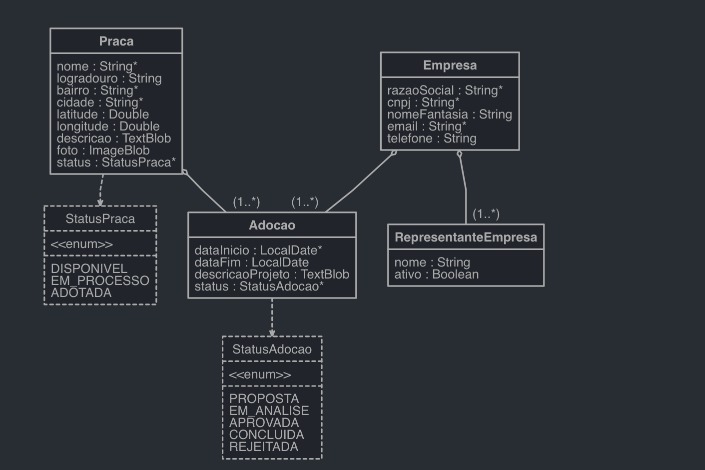 Praca
nome : String*
logradouro : String
bairro : String*
cidade : String*
latitude : Double
longitude : Double
descricao : TextBlob
foto : ImageBlob
status : StatusPraca*
Empresa
razaoSocial : String*
cnpj : String*
nomeFantasia : String
email : String*
telefone : String
StatusPraca
<<enum>>
DISPONIVEL
EM_PROCESSO
ADOTADA
(1..*)
(1..*)
Adocao
dataInicio : LocalDate*
dataFim : LocalDate
descricaoProjeto : TextBlob
status : StatusAdocao*
(1..*)
RepresentanteEmpresa
nome : String
ativo : Boolean
StatusAdocao
<<enum>>
PROPOSTA
EM_ANALISE
APROVADA
CONCLUIDA
REJEITADA